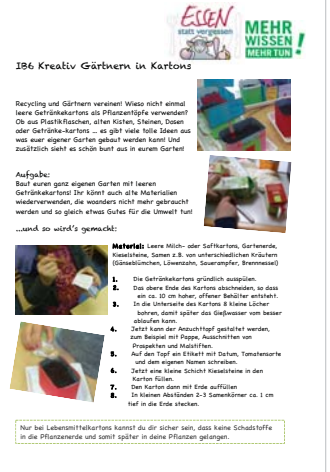 ESSEN
statt vergessen
MEHR
WISSEN
MEHR TUN!
IB6 Kreativ Gärtnern in Kartons
Recycling und Gärtnern vereinen! Wieso nicht einmal
leere Getränkekartons als Pflanzentöpfe verwenden?
Ob aus Plastikflaschen, alten Kisten, Steinen, Dosen
oder Getränke-kartons ... es gibt viele tolle Ideen aus
was euer eigener Garten gebaut werden kann! Und
zusätzlich sieht es schön bunt aus in eurem Garten!
Aufgabe:
Baut euren ganz eigenen Garten mit leeren
Getränkekartons! Ihr könnt auch alte Materialien
wiederverwenden, die woanders nicht mehr gebraucht
werden und so gleich etwas Gutes für die Umwelt tun!
...und so wird's gemacht:
Material: Leere Milch- oder Saftkartons, Gartenerde,
Kieselsteine, Samen z.B. von unterschiedlichen Kräutern
(Gänseblümchen, Löwenzahn, Sauerampfer, Brennnessel)
1. Die Getränkekartons gründlich ausspülen.
2. Das obere Ende des Kartons abschneiden, so dass
ein ca. 10 cm hoher, offener Behälter entsteht.
3. In die Unterseite des Kartons 8 kleine Löcher
bohren, damit später das Gießwasser vom besser
ablaufen kann.
4. Jetzt kann der Anzuchttopf gestaltet werden,
zum Beispiel mit Pappe, Ausschnitten von
Prospekten und Malstiften.
5. Auf den Topf ein Etikett mit Datum, Tomatensorte
und dem eigenen Namen schreiben.
6. Jetzt eine kleine Schicht Kieselsteine in den
Karton füllen.
7. Den Karton dann mit Erde auffüllen
8. In kleinen Abständen 2-3 Samenkörner ca. 1 cm
tief in die Erde stecken.
Nur bei Lebensmittelkartons kannst du dir sicher sein, dass keine Schadstoffe
in die Pflanzenerde und somit später in deine Pflanzen gelangen.